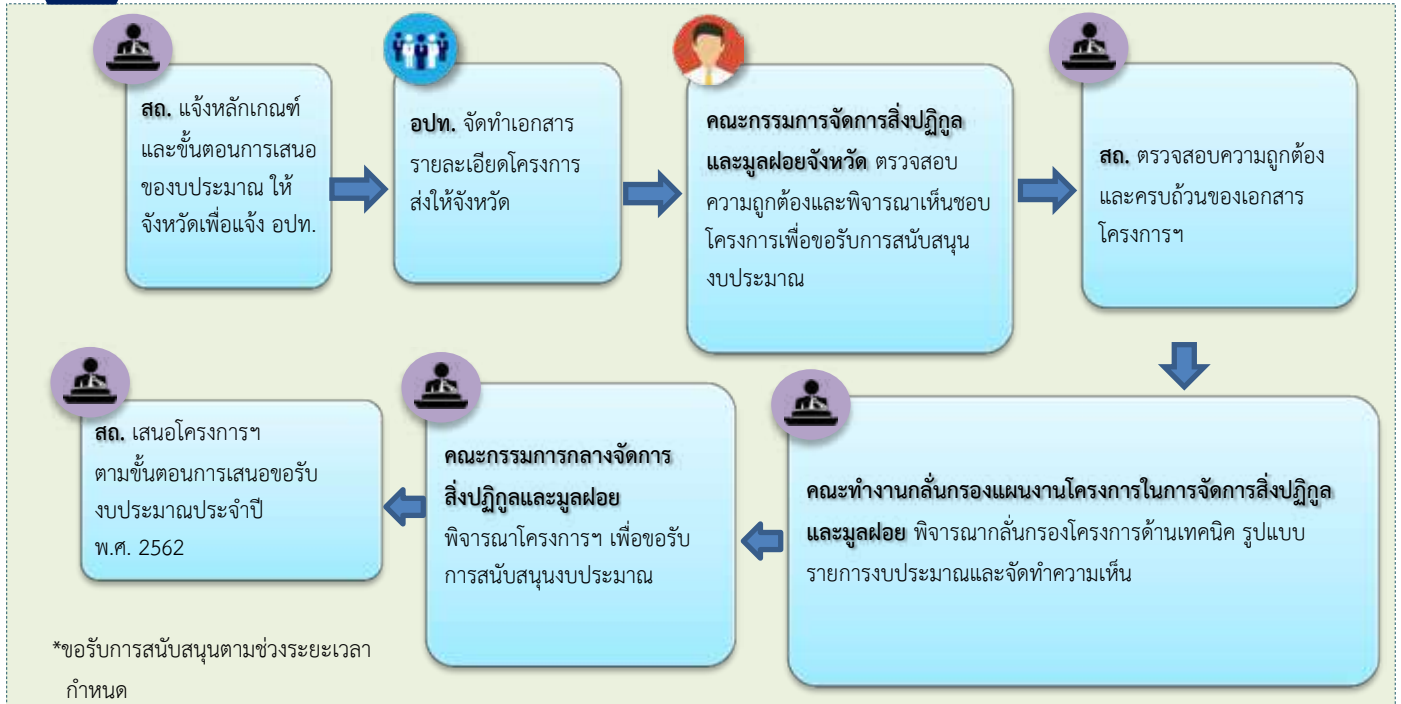 สถ. แจ้งหลักเกณฑ์
และขั้นตอนการเสนอ
ของบประมาณ ให้
จังหวัดเพื่อแจ้ง อปท.
อปท. จัดทำเอกสาร
รายละเอียดโครงการ
ส่งให้จังหวัด
คณะกรรมการจัดการสิ่งปฏิกูล
และมูลฝอยจังหวัด ตรวจสอบ
ความถูกต้องและพิจารณาเห็นชอบ
โครงการเพื่อขอรับการสนับสนุน
งบประมาณ
สถ. ตรวจสอบความถูกต้อง
และครบถ้วนของเอกสาร
โครงการฯ
คณะทำงานกลั่นกรองแผนงานโครงการในการจัดการสิ่งปฏิกูล
และมูลฝอย พิจารณากลั่นกรองโครงการด้านเทคนิค รูปแบบ
รายการงบประมาณและจัดทำความเห็น
คณะกรรมการกลางจัดการ
สิ่งปฏิกูลและมูลฝอย
พิจารณาโครงการฯ เพื่อขอรับ
การสนับสนุนงบประมาณ
สถ. เสนอโครงการฯ
ตามขั้นตอนการเสนอขอรับ
งบประมาณประจำปี
พ.ศ. 2562
*ขอรับการสนับสนุนตามช่วงระยะเวลา
กำหนด